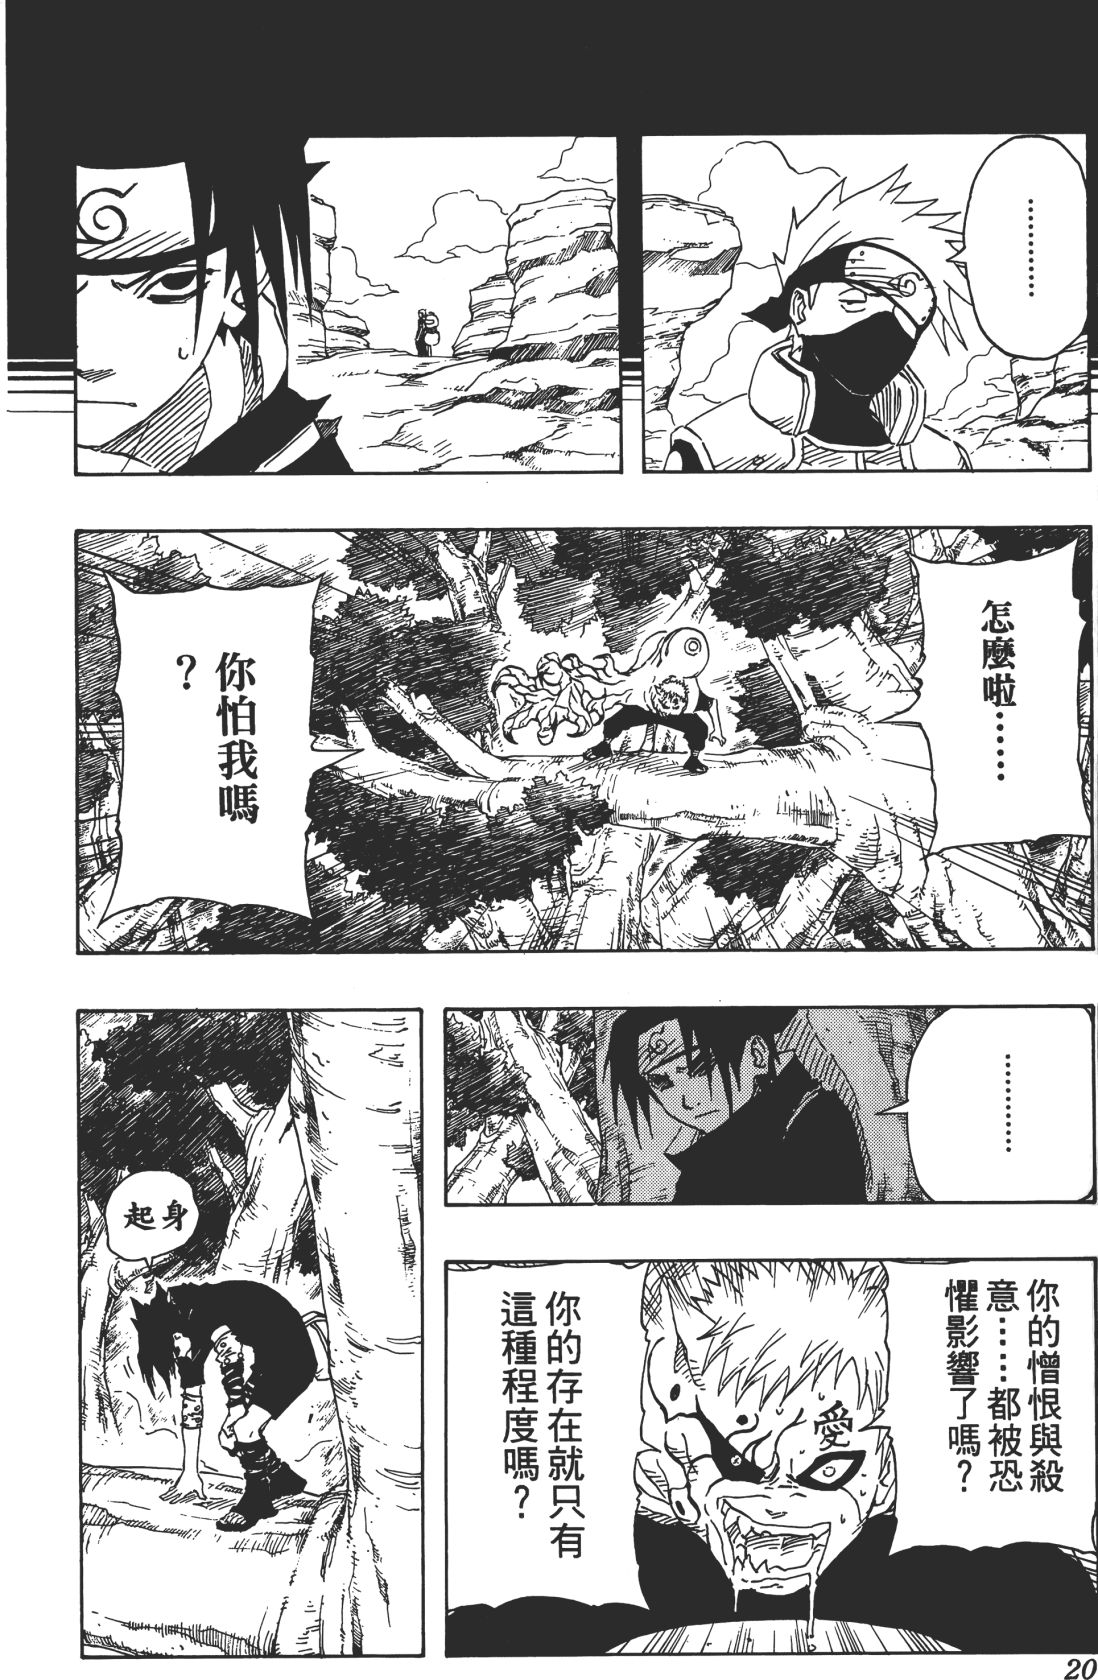 …………
怎麼啦……
你怕我嗎
？
…………
你的憎恨與殺
意……都被恐
懼影響了嗎？
愛
你的存在就只有
這種程度嗎？
起身
20